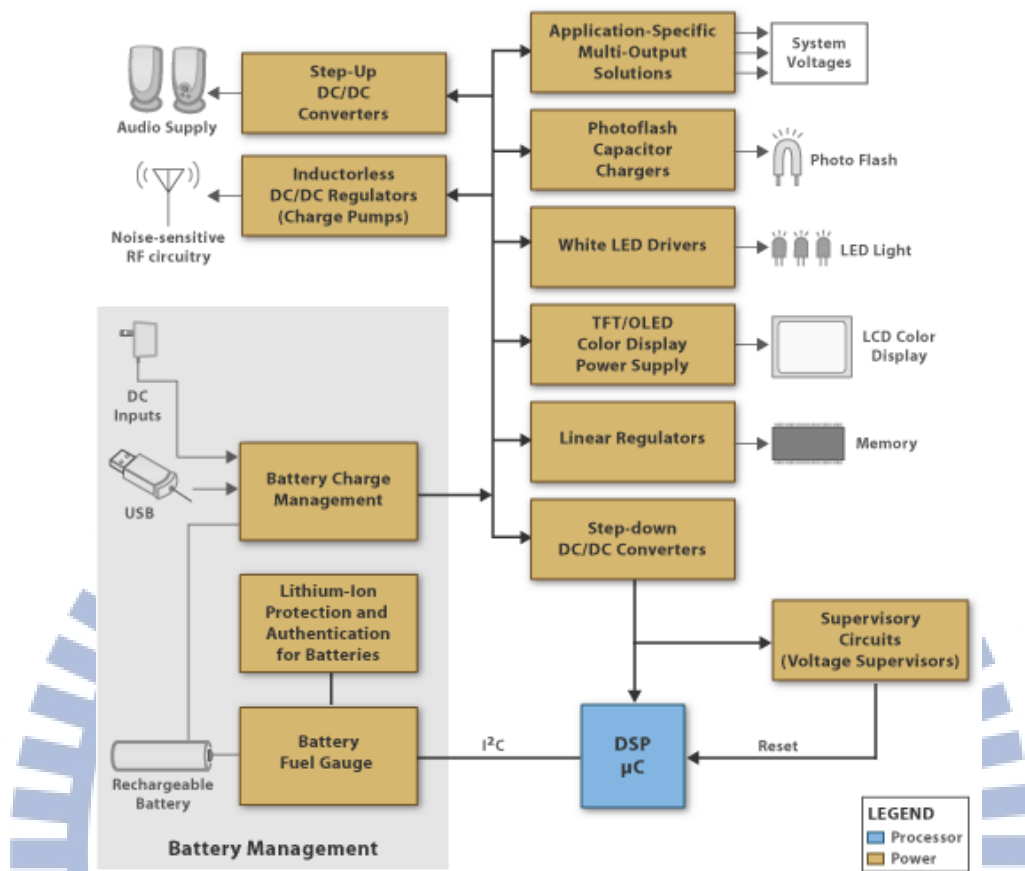 Application-Specific
Multi-Output
Solutions
System
Voltages
Step-Up
DC/DC
Converters
Audio Supply
Photoflash
Capacitor
Chargers
Photo Flash
Inductorless
DC/DC Regulators
(Charge Pumps)
Noise-sensitive
RF circuitry
White LED Drivers
LED Light
TFT/OLED
Color Display
Power Supply
LCD Color
Display
DC
Inputs
Linear Regulators
Memory
Battery Charge
Management
USB
Step-down
DC/DC Converters
Lithium-Ion
Protection and
Authentication
for Batteries
Supervisory
Circuits
(Voltage Supervisors)
Battery
Fuel Gauge
I²C
DSP
µC
Reset
Rechargeable
Battery
Battery Management
LEGEND
Processor
Power